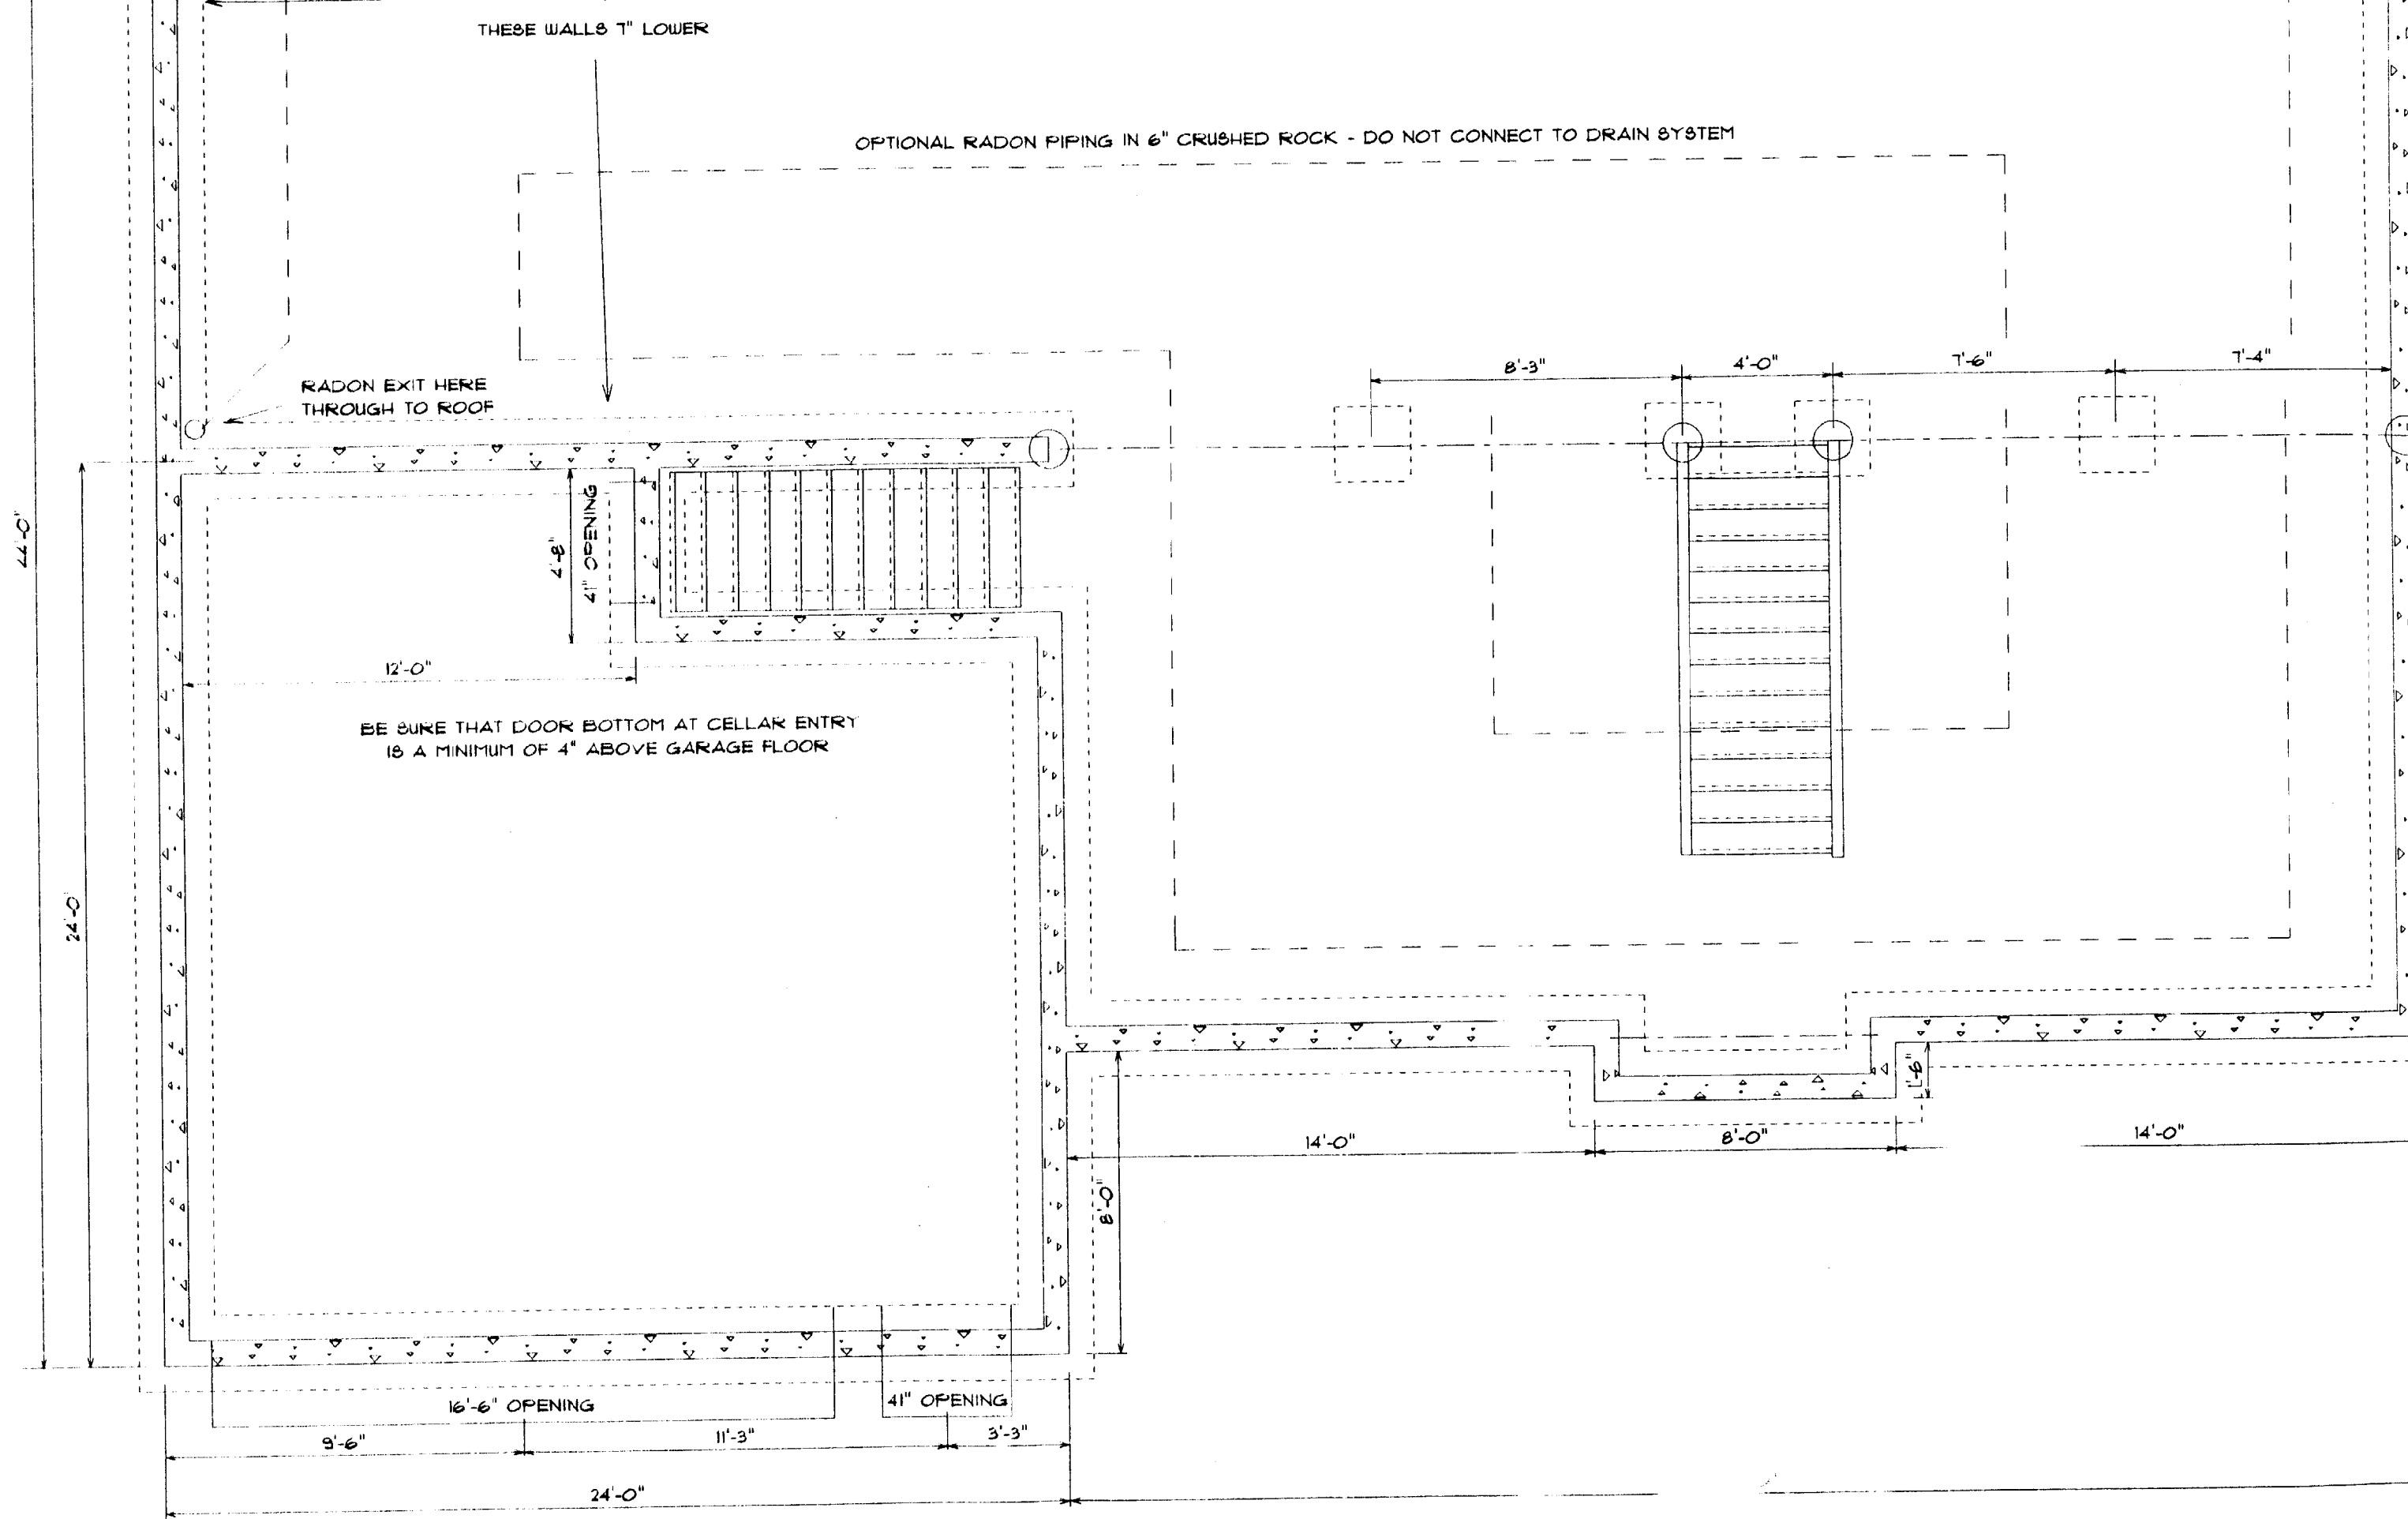 THESE WALLS 7" LOWER
OPTIONAL RADON PIPING IN 6" CRUSHED ROCK - DO NOT CONNECT TO DRAIN SYSTEM
8'-3"
4'-0"
7'-6"
7'-4"
RADON EXIT HERE
THROUGH TO ROOF
44'-0"
4'-8"
41" OPENING
12'-0"
BE SURE THAT DOOR BOTTOM AT CELLAR ENTRY
IS A MINIMUM OF 4" ABOVE GARAGE FLOOR
24'-0
1'-6"
14'-0"
8'-0"
14'-0"
8'-0"
16'-6" OPENING
41" OPENING
9'-6"
11'-3"
3'-3"
24'-0"